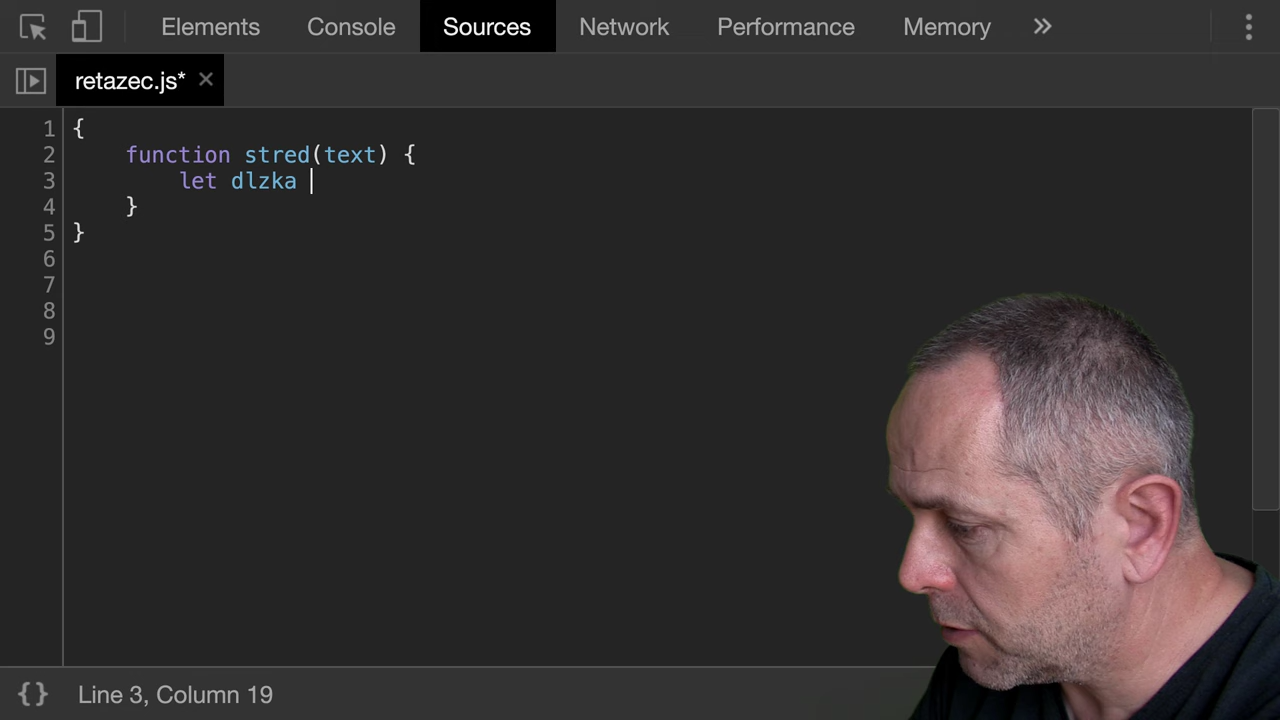 Elements Console Sources Network Performance Memory »
retazec.js* ×
1 {
2 function stred(text) {
3 let dlzka
4 }
5 }
6
7
8
9
{} Line 3, Column 19